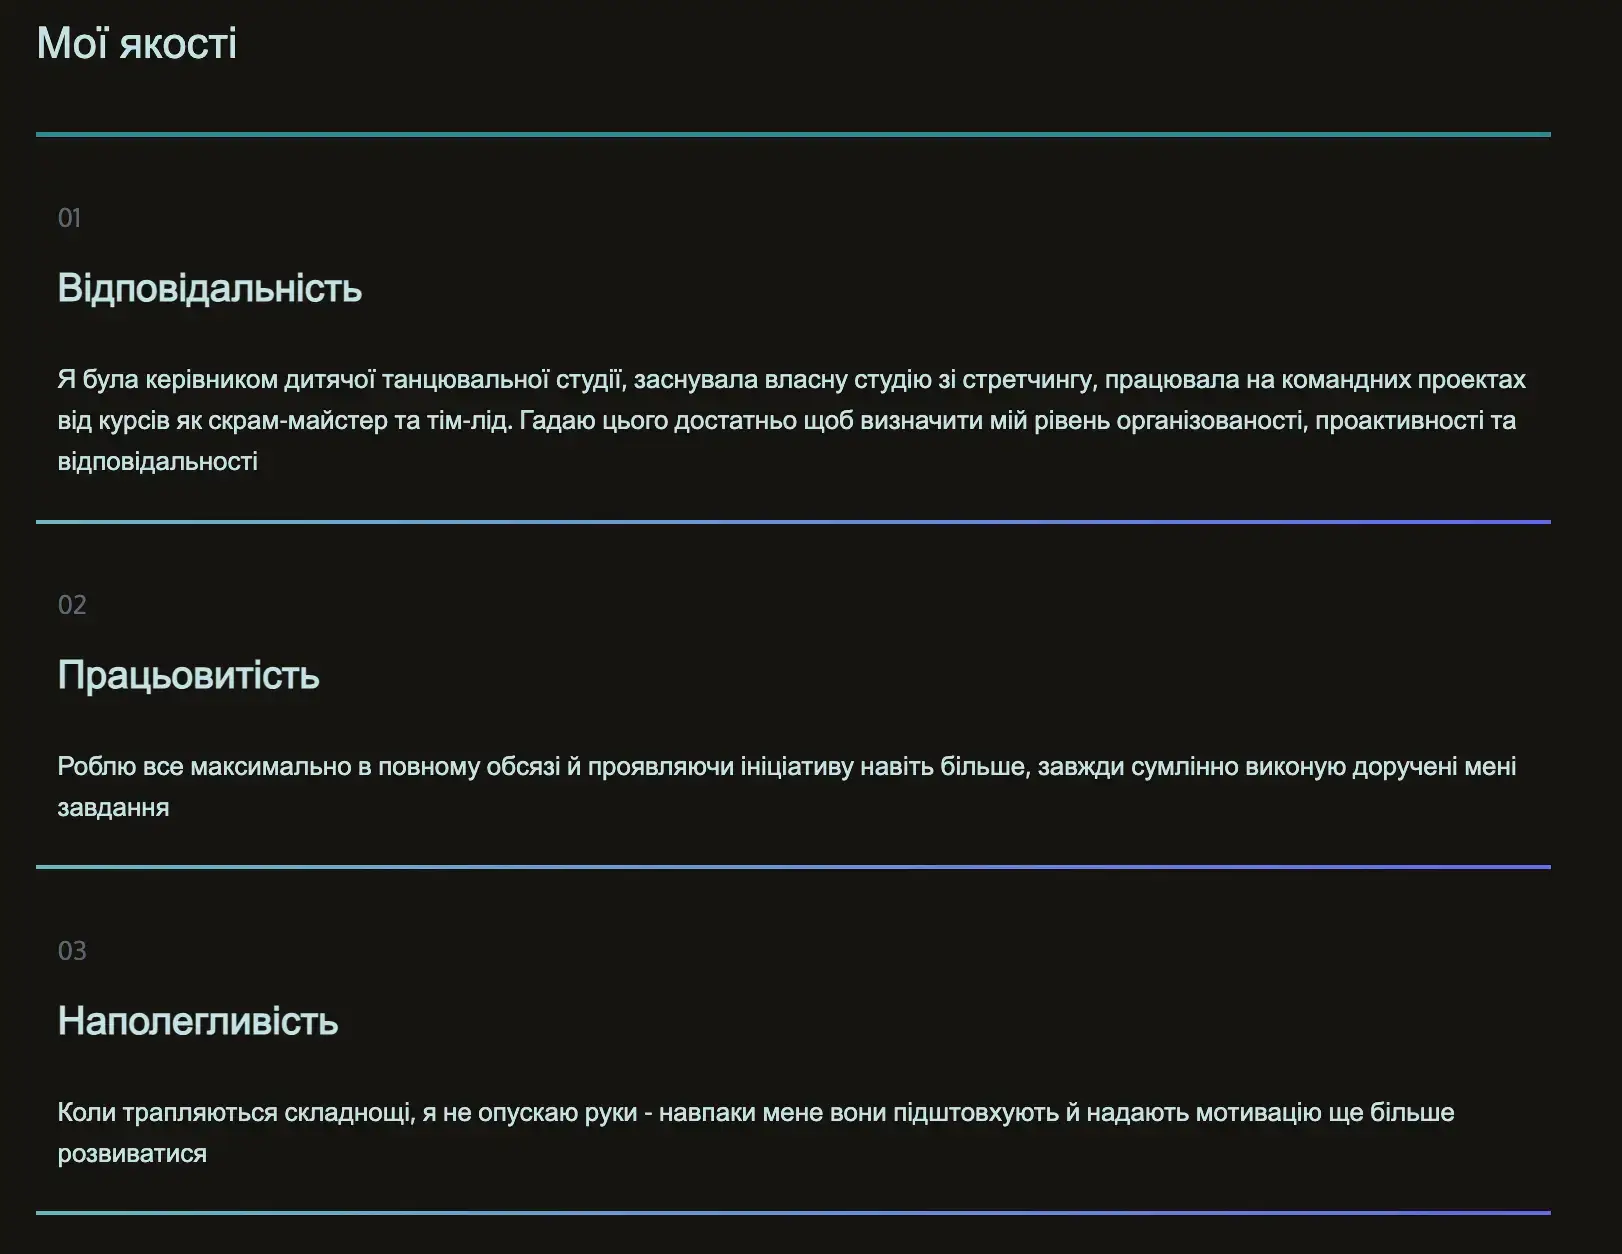 Мої якості
01
Відповідальність
Я була керівником дитячої танцювальної студії, заснувала власну студію зі стретчингу, працювала на командних проектах
від курсів як скрам-майстер та тім-лід. Гадаю цього достатньо щоб визначити мій рівень організованості, проактивності та
відповідальності
02
Працьовитість
Роблю все максимально в повному обсязі й проявляючи ініціативу навіть більше, завжди сумлінно виконую доручені мені
завдання
03
Наполегливість
Коли трапляються складнощі, я не опускаю руки - навпаки мене вони підштовхують й надають мотивацію ще більше
розвиватися